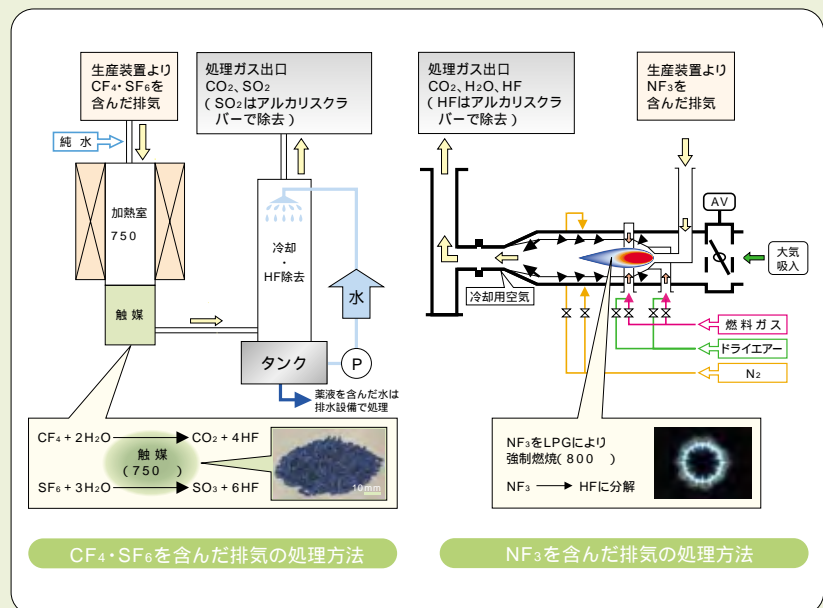 生産装置より
CF4・SF6を
含んだ排気
処理ガス出口
CO2、SO2
(SO2はアルカリスクラ
バーで除去)
純水
加熱室
750
触媒
冷却
・
HF除去
水
タンク
P
薬液を含んだ水は
排水設備で処理
CF4 + 2H2O → CO2 + 4HF
触媒
(750 )
SF6 + 3H2O → SO3 + 6HF
10mm
CF4・SF6を含んだ排気の処理方法
処理ガス出口
CO2、H2O、HF
(HFはアルカリスクラ
バーで除去)
生産装置より
NF3を
含んだ排気
AV
大気
吸入
冷却用空気
燃料ガス
ドライエアー
N2
NF3をLPGにより
強制燃焼(800 )
NF3 → HFに分解
NF3を含んだ排気の処理方法